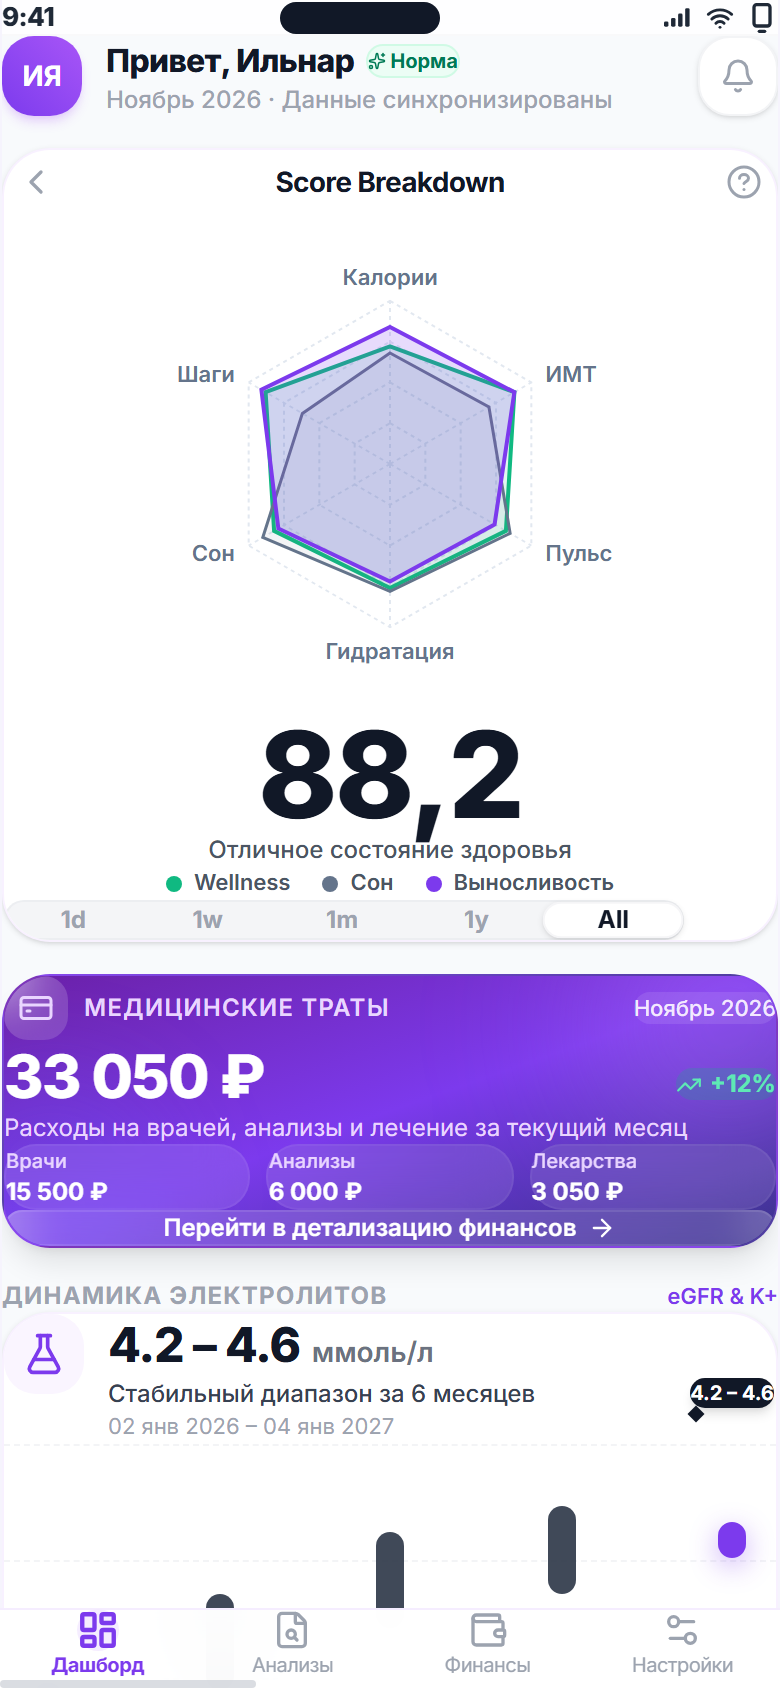 9:41
ИЯ
Привет, Ильнар
Норма
Ноябрь 2026 · Данные синхронизированы
Score Breakdown
Калории
Шаги
ИМТ
Сон
Пульс
Гидратация
88,2
Отличное состояние здоровья
Wellness
Сон
Выносливость
1d
1w
1m
1y
All
МЕДИЦИНСКИЕ ТРАТЫ
Ноябрь 2026
33 050 ₽
+12%
Расходы на врачей, анализы и лечение за текущий месяц
Врачи
Анализы
Лекарства
15 500 ₽
6 000 ₽
3 050 ₽
Перейти в детализацию финансов →
ДИНАМИКА ЭЛЕКТРОЛИТОВ
eGFR & K+
4.2 – 4.6 ммоль/л
Стабильный диапазон за 6 месяцев
4.2 – 4.6
02 янв 2026 – 04 янв 2027
Дашборд
Анализы
Финансы
Настройки